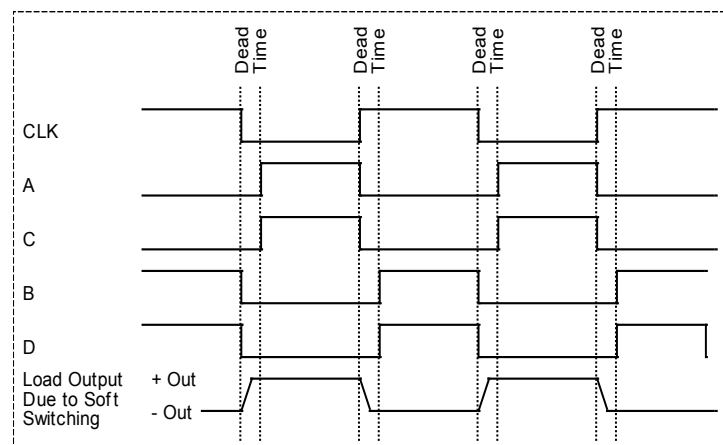 Dead
Time
Dead
Time
Dead
Time
Dead
Time
CLK
A
C
B
D
Load Output + Out
Due to Soft
Switching - Out